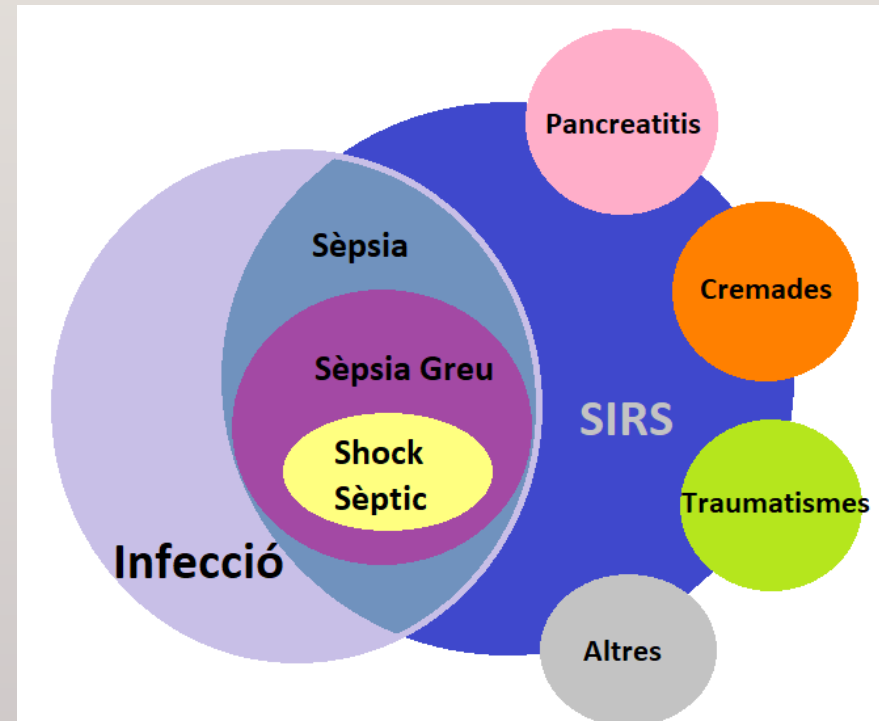 Pancreatitis
Sèpsia
Cremades
Sèpsia Greu
SIRS
Shock
Sèptic
Traumatismes
Infecció
Altres